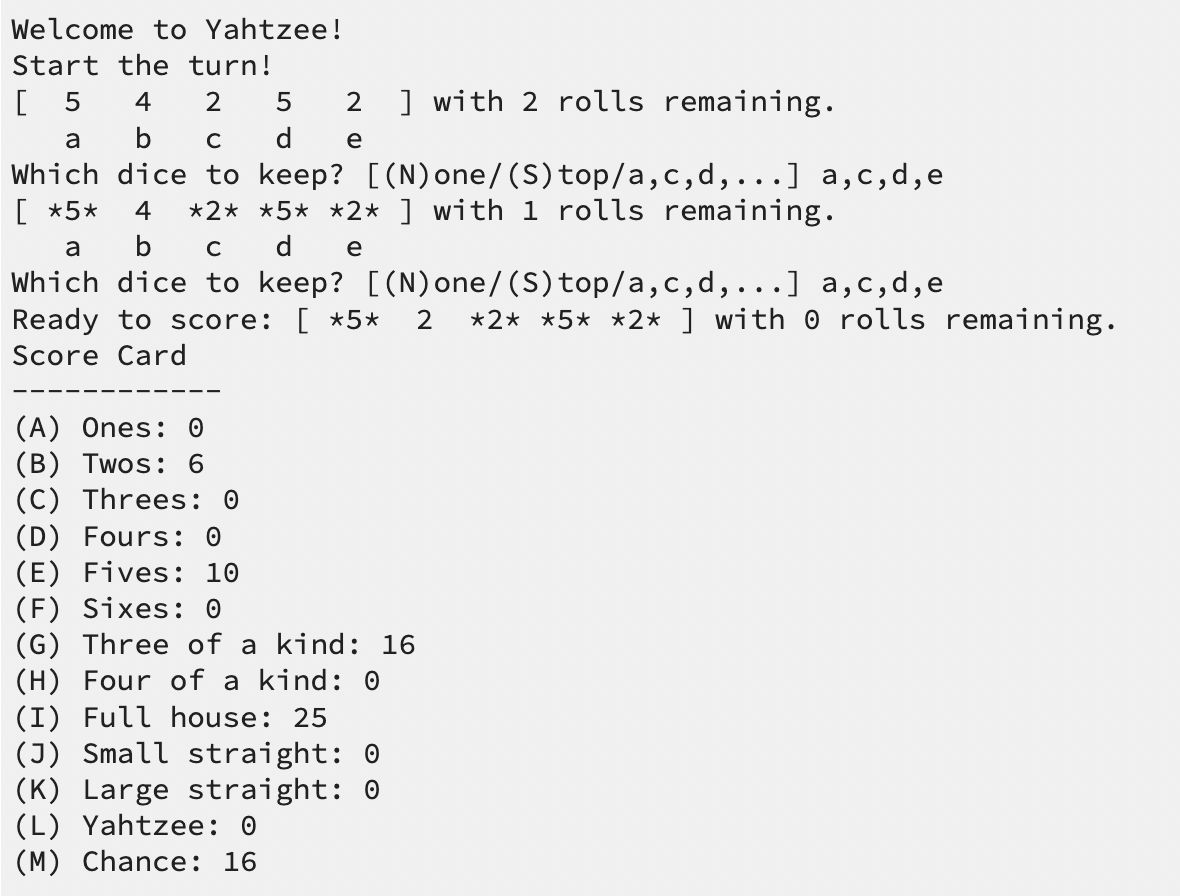 Welcome to Yahtzee!
Start the turn!
[  5   4   2   5   2  ] with 2 rolls remaining.
   a   b   c   d   e
Which dice to keep? [(N)one/(S)top/a,c,d,...] a,c,d,e
[ *5*  4  *2* *5* *2* ] with 1 rolls remaining.
   a   b   c   d   e
Which dice to keep? [(N)one/(S)top/a,c,d,...] a,c,d,e
Ready to score: [ *5*  2  *2* *5* *2* ] with 0 rolls remaining.
Score Card
------------
(A) Ones: 0
(B) Twos: 6
(C) Threes: 0
(D) Fours: 0
(E) Fives: 10
(F) Sixes: 0
(G) Three of a kind: 16
(H) Four of a kind: 0
(I) Full house: 25
(J) Small straight: 0
(K) Large straight: 0
(L) Yahtzee: 0
(M) Chance: 16